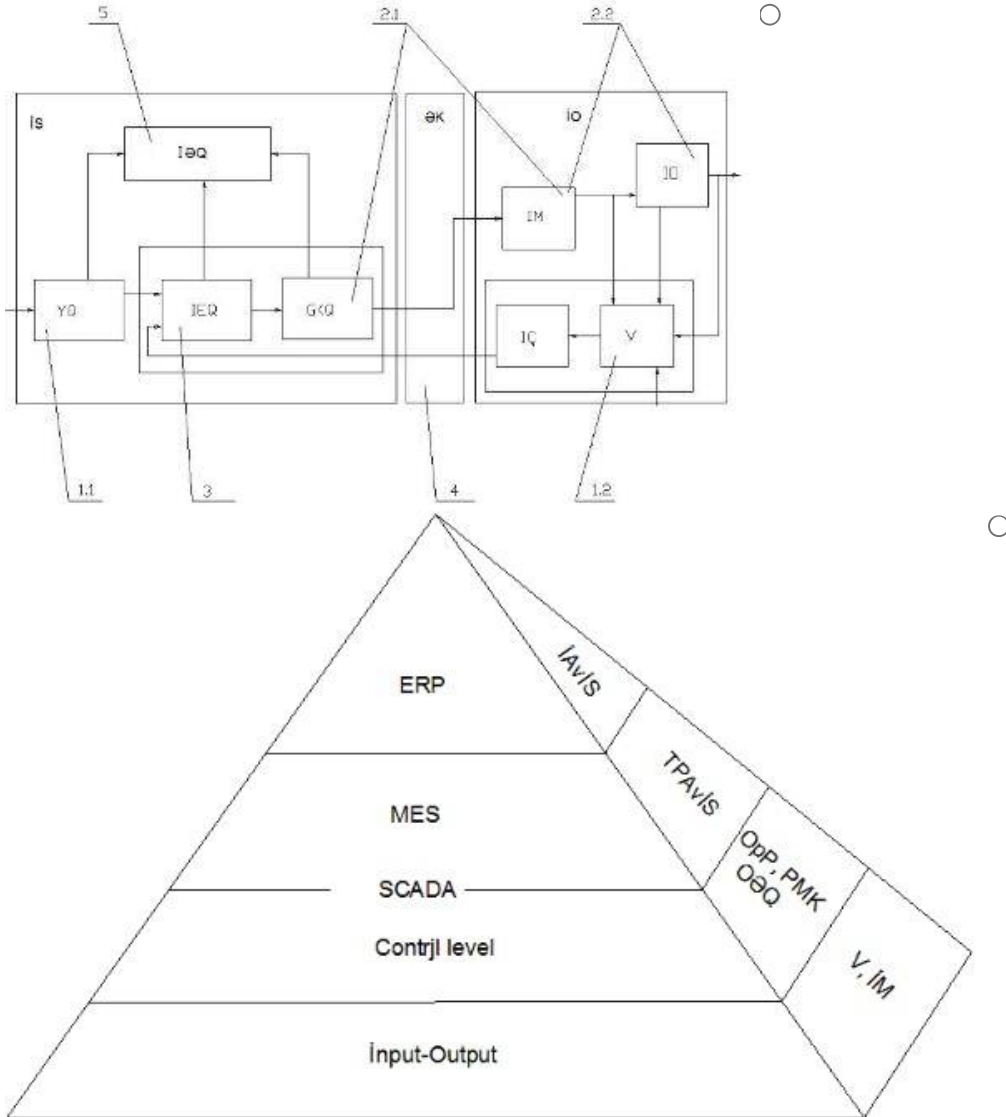 5
2.1
2.2
İs
əK
İO
IƏQ
IO
IM
YQ
IEQ
GKQ
IÇ
V
1.1
3
4
1.2
ERP
İAvİS
MES
TPAvİS
SCADA
OpP, PMK
OƏQ
Contrjl level
V, İM
İnput-Output